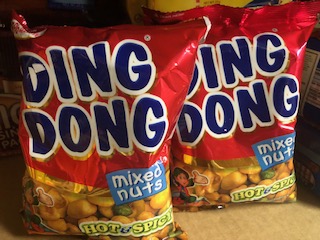 DING
DONG
mixed
nuts
HOT & SPICY
DING
DONG
mixed
nuts
HOT & SPICY